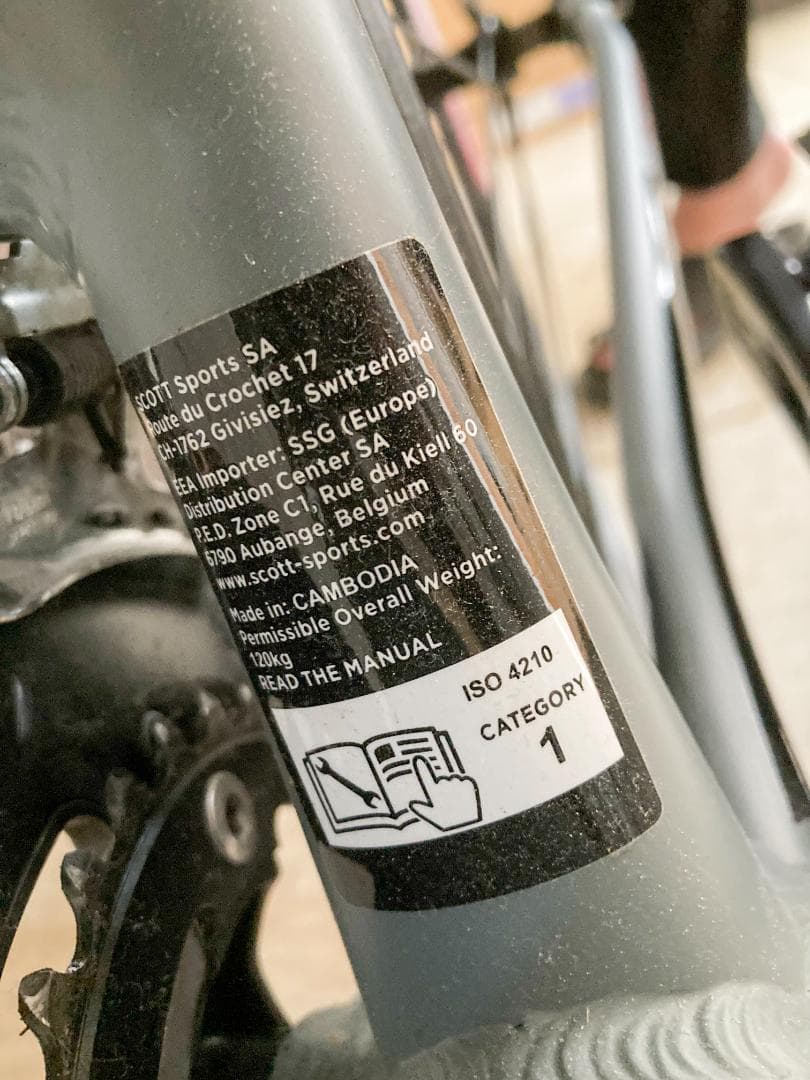 SCOTT Sports SA
Route du Crochet 17
CH-1762 Givisiez, Switzerland
EEA Importer: SSG (Europe)
Distribution Center SA
P.E.D. Zone C1, Rue du Kiell 60
6790 Aubange, Belgium
www.scott-sports.com
Made in: CAMBODIA
Permissible Overall Weight:
120kg
READ THE MANUAL
ISO 4210
CATEGORY
1